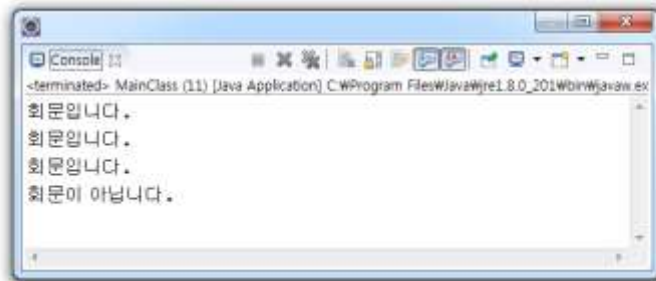 Console
<terminated> MainClass (11) [Java Application] C:₩Program Files₩Java₩jre1.8.0_201₩bin₩javaw.ex
회문입니다.
회문입니다.
회문입니다.
회문이 아닙니다.